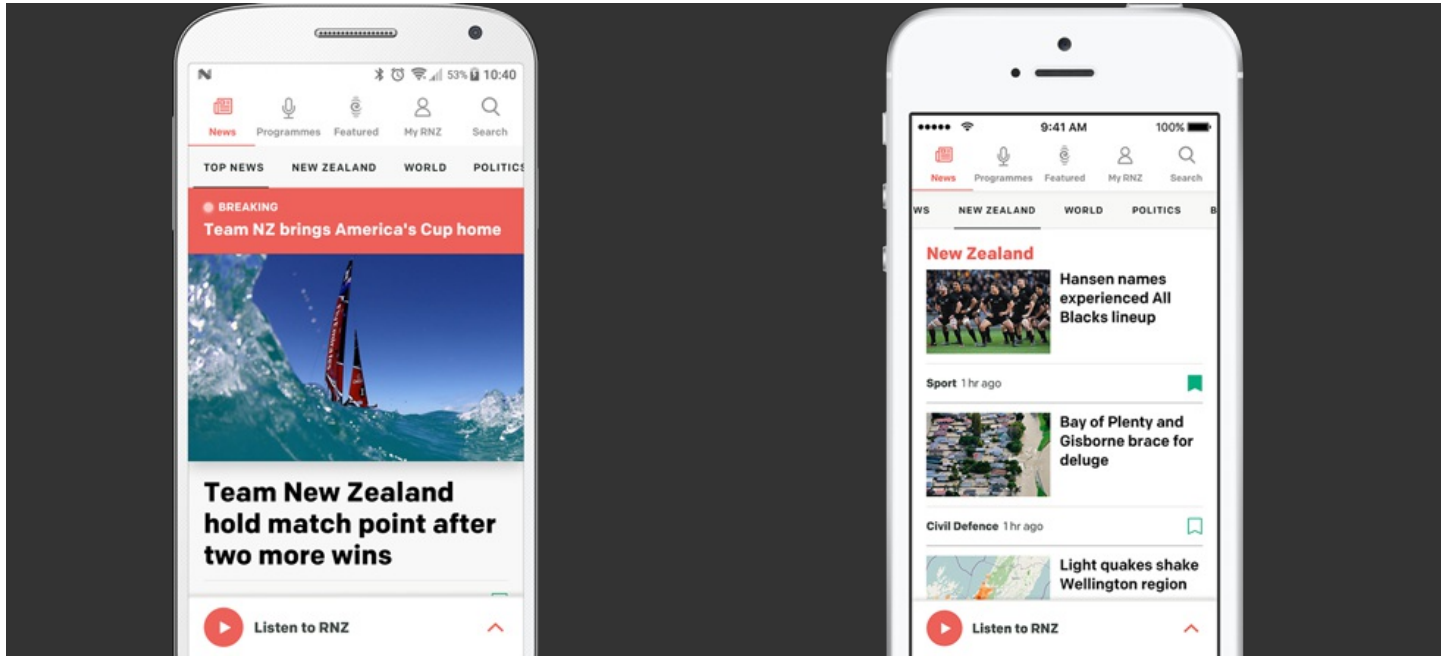 53% 10:40
News Programmes Featured My RNZ Search
TOP NEWS NEW ZEALAND WORLD POLITICS
BREAKING
Team NZ brings America's Cup home
Team New Zealand
hold match point after
two more wins
Listen to RNZ
9:41 AM 100%
News Programmes Featured My RNZ Search
WS NEW ZEALAND WORLD POLITICS B
New Zealand
Hansen names
experienced All
Blacks lineup
Sport 1 hr ago
Bay of Plenty and
Gisborne brace for
deluge
Civil Defence 1 hr ago
Light quakes shake
Wellington region
Listen to RNZ